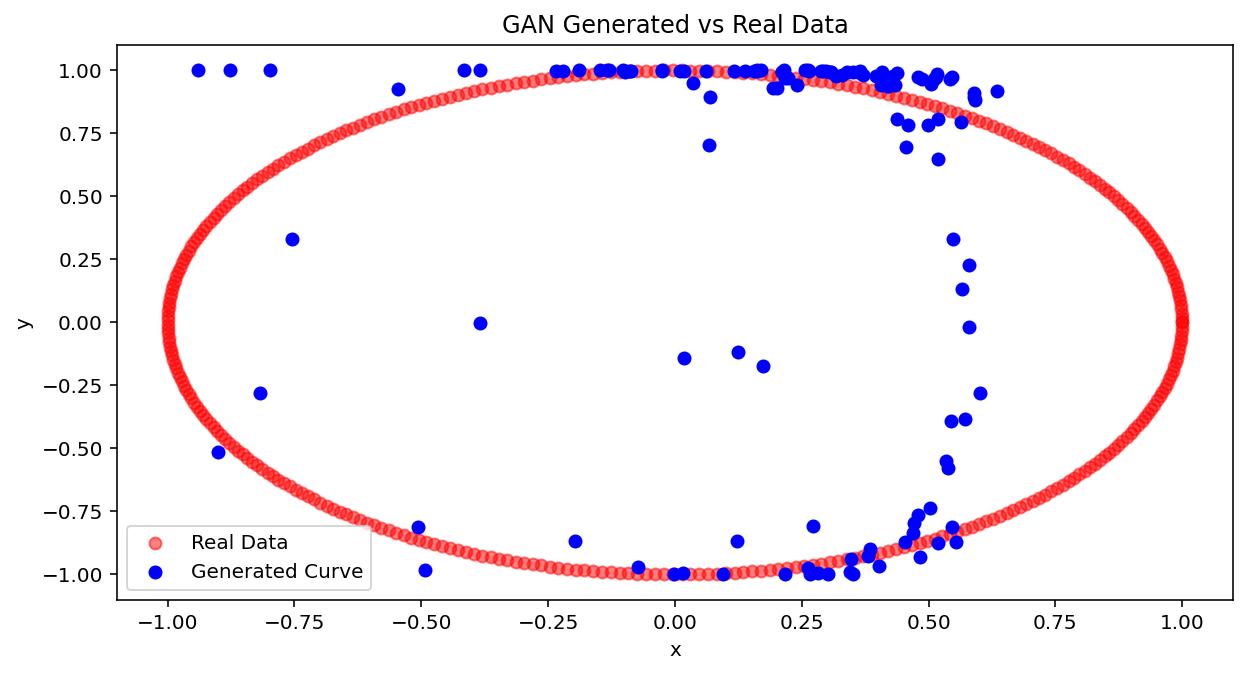 GAN Generated vs Real Data
1.00
0.75
0.50
0.25
0.00
−0.25
−0.50
−0.75
−1.00
y
Real Data
Generated Curve
−1.00 −0.75 −0.50 −0.25 0.00 0.25 0.50 0.75 1.00
x